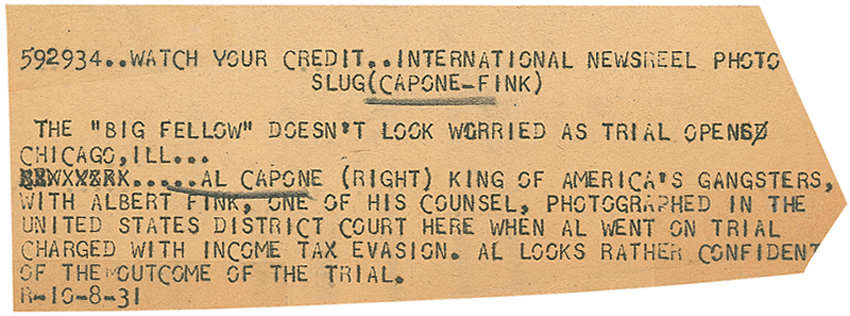 592934..WATCH YOUR CREDIT..INTERNATIONAL NEWSREEL PHOTO
SLUG(CAPONE-FINK)
THE "BIG FELLOW" DOESN'T LOOK WORRIED AS TRIAL OPENS
CHICAGO,ILL...
.....AL CAPONE (RIGHT) KING OF AMERICA'S GANGSTERS,
WITH ALBERT FINK, ONE OF HIS COUNSEL, PHOTOGRAPHED IN THE
UNITED STATES DISTRICT COURT HERE WHEN AL WENT ON TRIAL
CHARGED WITH INCOME TAX EVASION. AL LOOKS RATHER CONFIDENT
OF THE OUTCOME OF THE TRIAL.
R-10-8-31